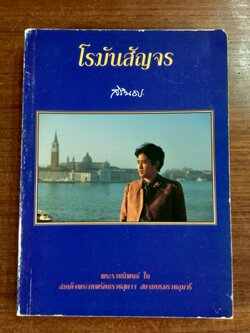 โรมันสัญจร
สิรินธร
พระราชนิพนธ์ ใน
สมเด็จพระเทพรัตนราชสุดาฯ สยามบรมราชกุมารี